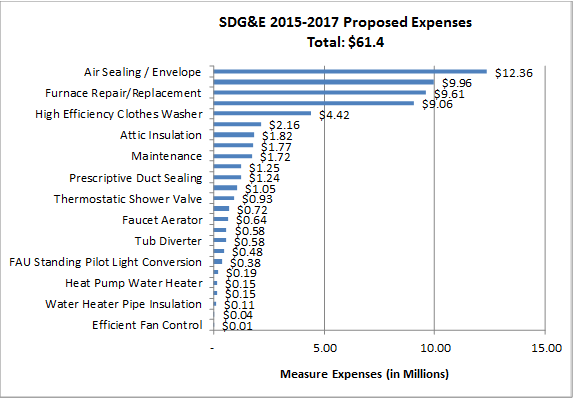 SDG&E 2015-2017 Proposed Expenses
Total: $61.4
Air Sealing / Envelope $12.36
$9.96
Furnace Repair/Replacement $9.61
$9.06
High Efficiency Clothes Washer $4.42
$2.16
Attic Insulation $1.82
$1.77
Maintenance $1.72
$1.25
Prescriptive Duct Sealing $1.24
$1.05
Thermostatic Shower Valve $0.93
$0.72
Faucet Aerator $0.64
$0.58
Tub Diverter $0.58
$0.48
FAU Standing Pilot Light Conversion $0.38
$0.19
Heat Pump Water Heater $0.15
$0.15
Water Heater Pipe Insulation $0.11
$0.04
Efficient Fan Control $0.01
- 5.00 10.00 15.00
Measure Expenses (in Millions)